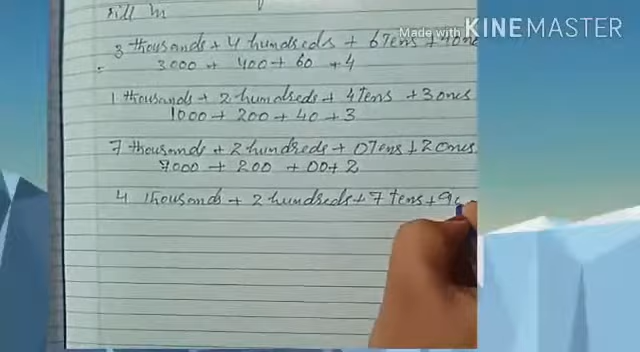 Fill in
Made with KINEMASTER
3 thousands + 4 hundreds + 6 Tens + 4 one
3000 + 400 + 60 + 4
1 thousands + 2 hundreds + 4 Tens + 3 ones
1000 + 200 + 40 + 3
7 thousands + 2 hundreds + 0 Tens + 2 ones
7000 + 200 + 00 + 2
4 thousands + 2 hundreds + 7 tens + 9 o